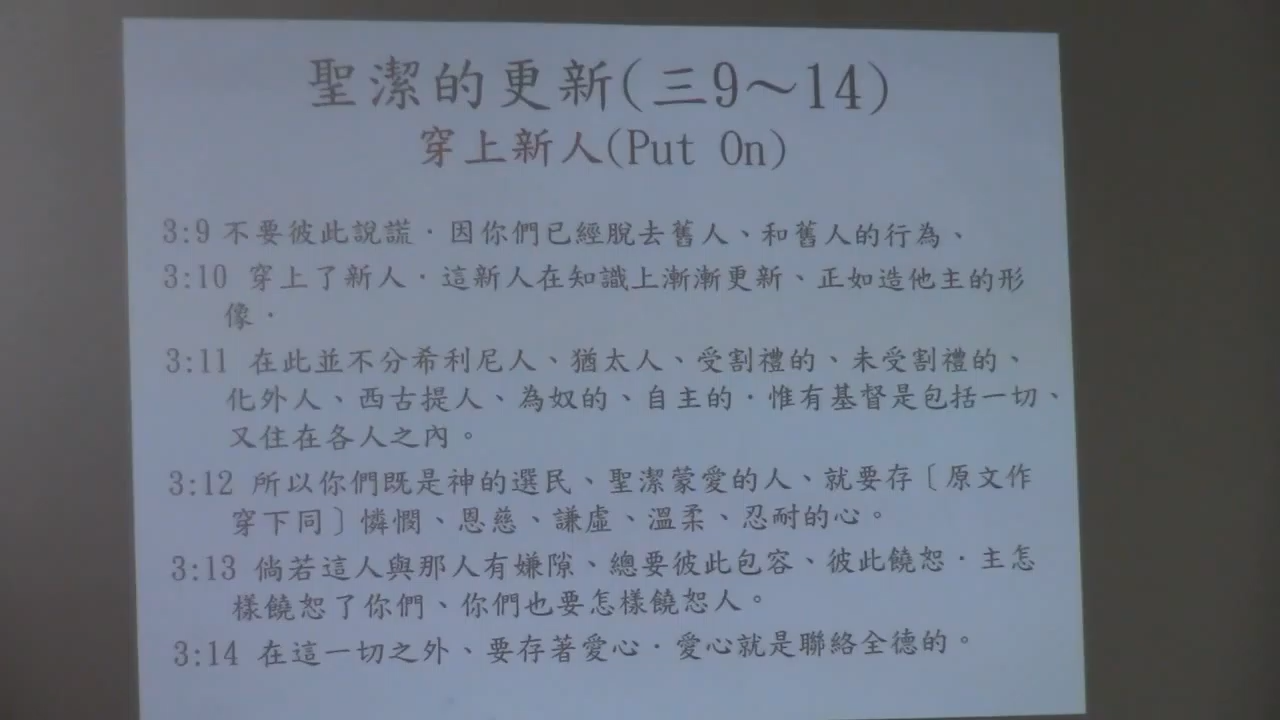 聖潔的更新(三9～14)
穿上新人(Put On)
3:9 不要彼此說謊．因你們已經脫去舊人、和舊人的行為、
3:10 穿上了新人．這新人在知識上漸漸更新、正如造他主的形
像．
3:11 在此並不分希利尼人、猶太人、受割禮的、未受割禮的、
化外人、西古提人、為奴的、自主的．惟有基督是包括一切、
又住在各人之內。
3:12 所以你們既是神的選民、聖潔蒙愛的人、就要存〔原文作
穿下同〕憐憫、恩慈、謙虛、溫柔、忍耐的心。
3:13 倘若這人與那人有嫌隙、總要彼此包容、彼此饒恕．主怎
樣饒恕了你們、你們也要怎樣饒恕人。
3:14 在這一切之外、要存著愛心．愛心就是聯絡全德的。